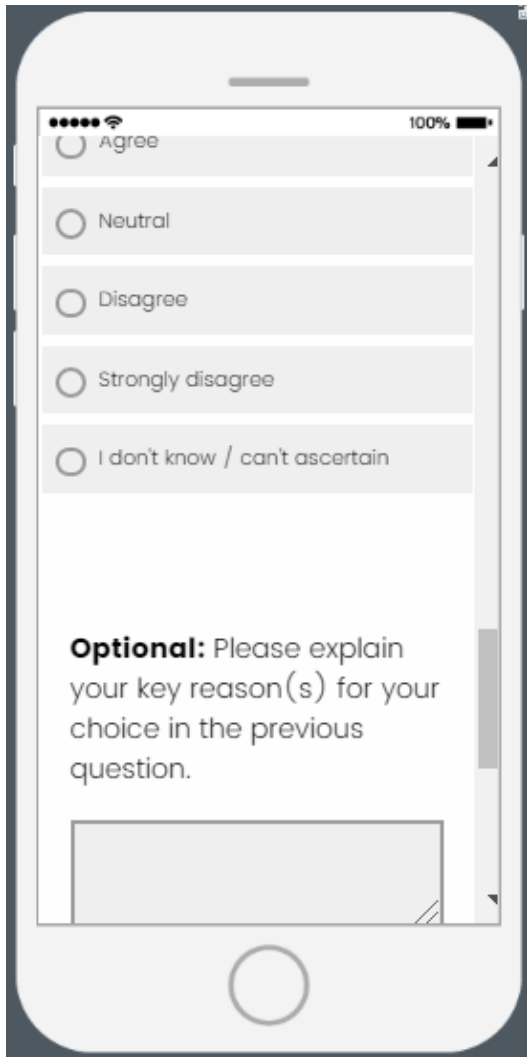 100%
Agree
Neutral
Disagree
Strongly disagree
I don't know / can't ascertain
Optional: Please explain
your key reason(s) for your
choice in the previous
question.